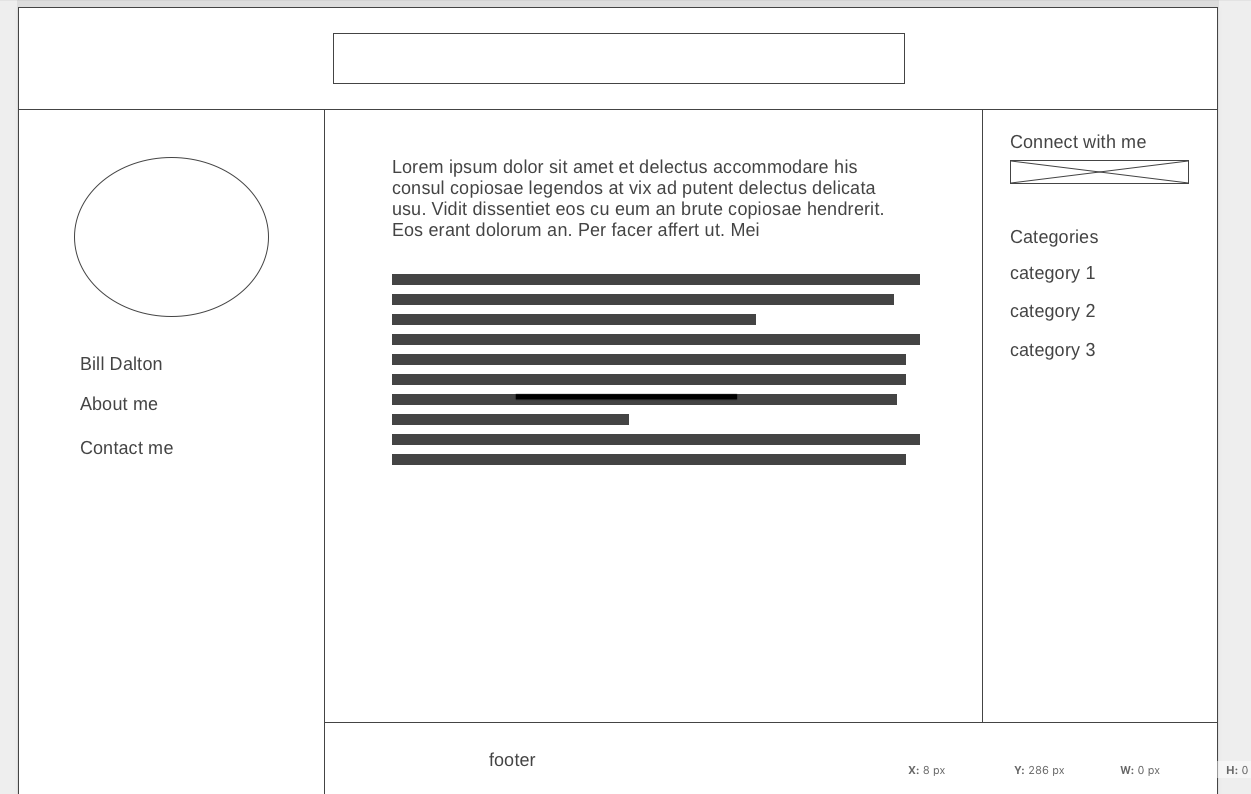 Bill Dalton
About me
Contact me
Lorem ipsum dolor sit amet et delectus accommodare his
consul copiosae legendos at vix ad putent delectus delicata
usu. Vidit dissentiet eos cu eum an brute copiosae hendrerit.
Eos erant dolorum an. Per facer affert ut. Mei
Connect with me
Categories
category 1
category 2
category 3
footer
X: 8 px Y: 286 px W: 0 px H: 0